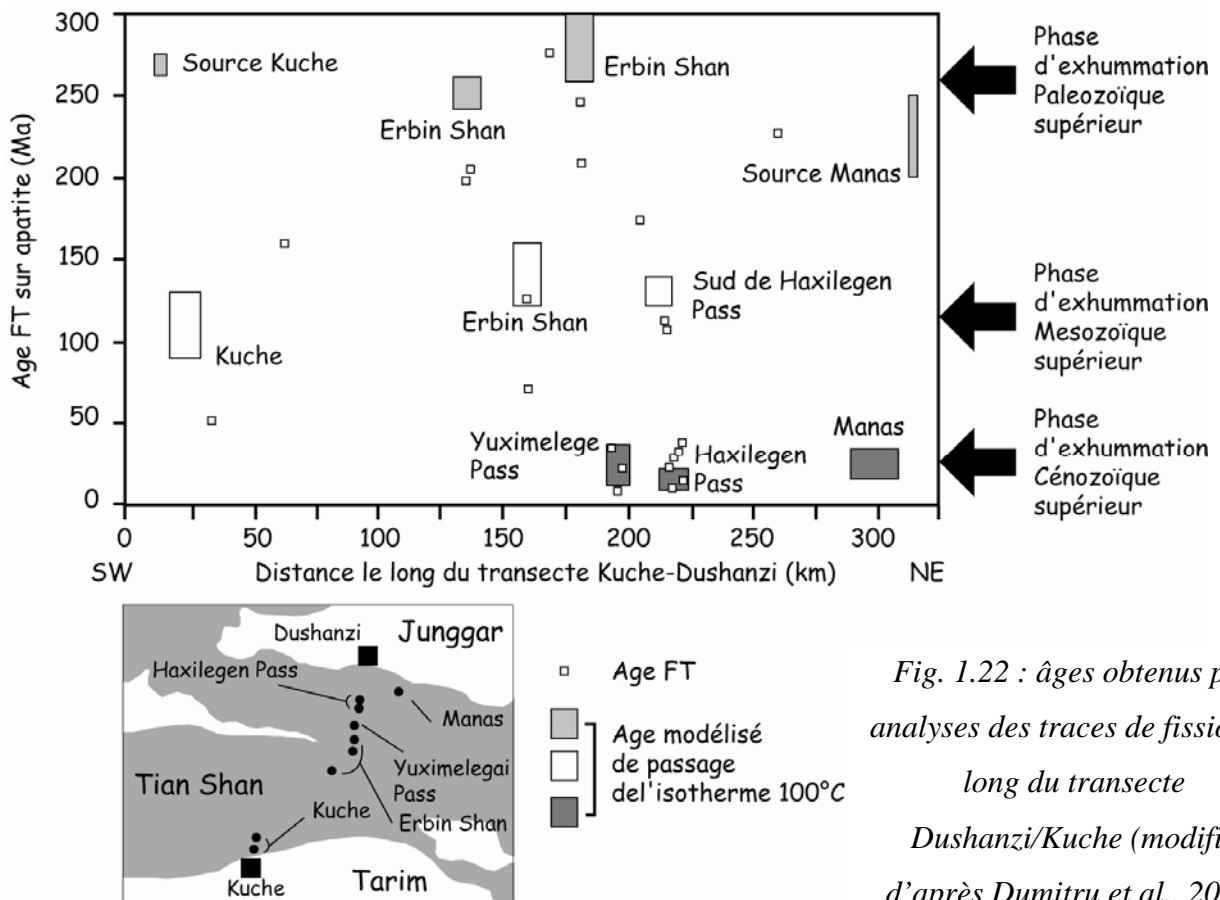 300
250
200
150
100
50
0
Age FT sur apatite (Ma)
Source Kuche
Erbin Shan
Erbin Shan
Source Manas
Erbin Shan
Sud de Haxilegen
Pass
Kuche
Yuximelege
Pass
Haxilegen
Pass
Manas
0 50 100 150 200 250 300
SW Distance le long du transecte Kuche-Dushanzi (km) NE
Phase
d'exhummation
Paleozoïque
supérieur
Phase
d'exhummation
Mesozoïque
supérieur
Phase
d'exhummation
Cénozoïque
supérieur
Dushanzi
Junggar
Haxilegen Pass
Manas
Yuximelegai
Pass
Tian Shan
Kuche
Erbin Shan
Kuche
Tarim
Age FT
Age modélisé
de passage
del'isotherme 100°C
Fig. 1.22 : âges obtenus
analyses des traces de
long du transecte
Dushanzi/Kuche
d'après Dumitru et al.,